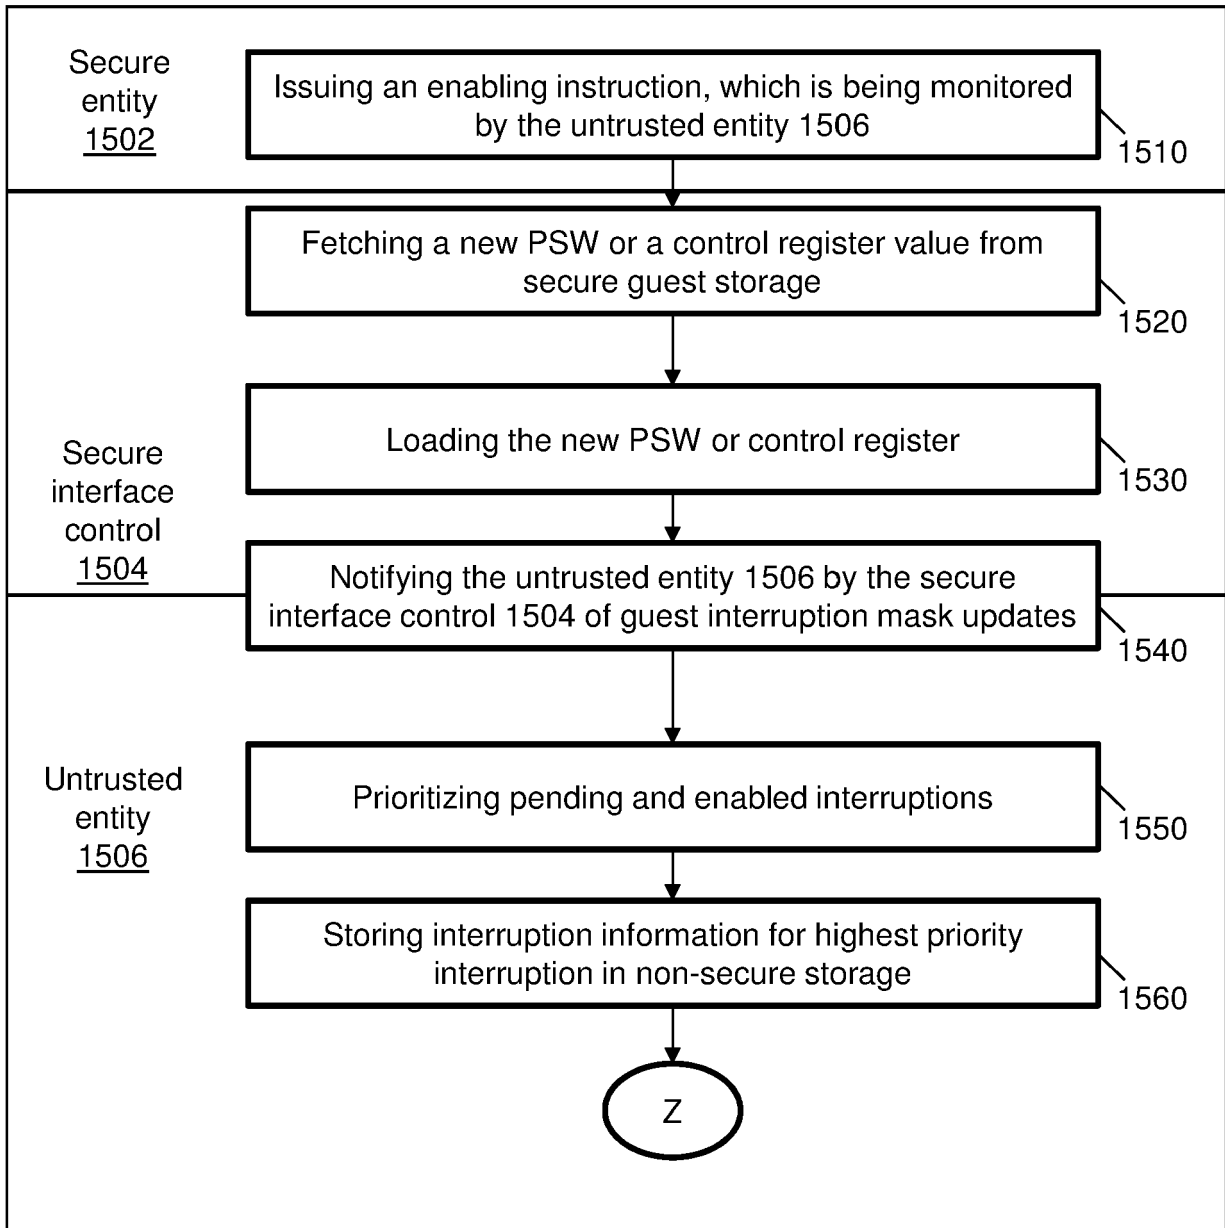 Secure
entity
1502
Issuing an enabling instruction, which is being monitored
by the untrusted entity 1506
1510
Fetching a new PSW or a control register value from
secure guest storage
1520
Loading the new PSW or control register
1530
Secure
interface
control
1504
Notifying the untrusted entity 1506 by the secure
interface control 1504 of guest interruption mask updates
1540
Untrusted
entity
1506
Prioritizing pending and enabled interruptions
1550
Storing interruption information for highest priority
interruption in non-secure storage
1560
Z